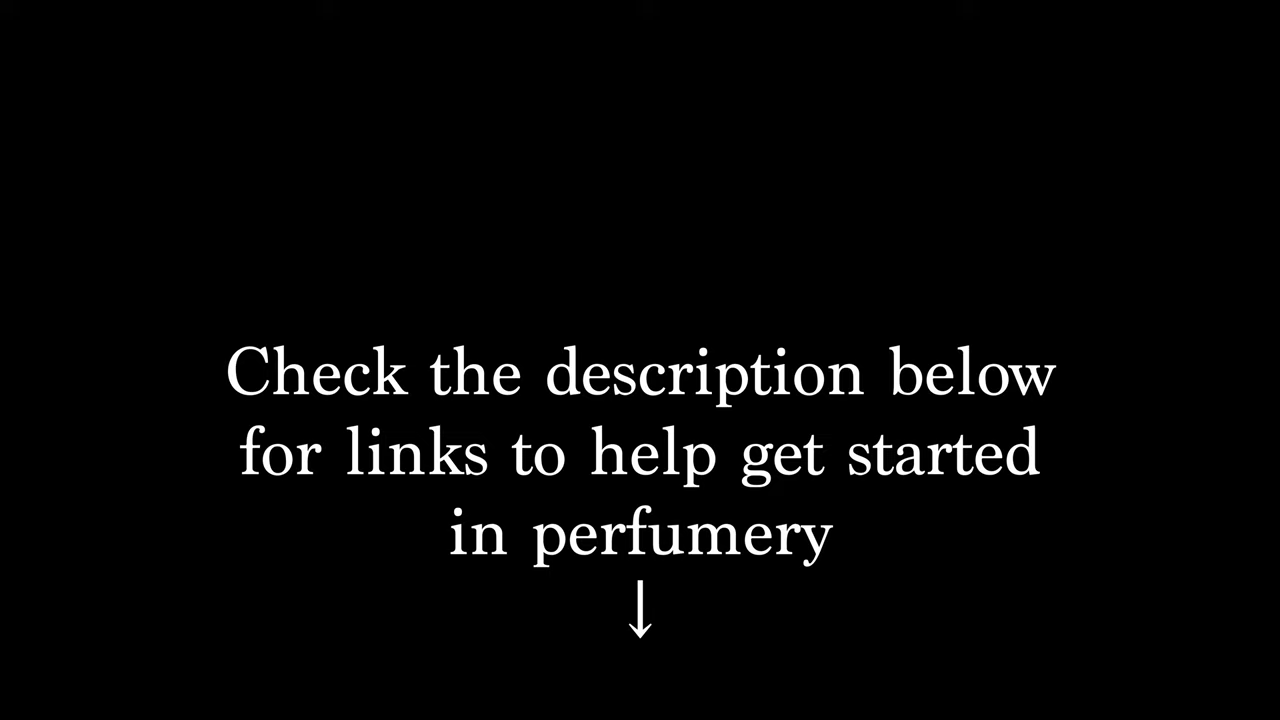 Check the description below
for links to help get started
in perfumery
↓